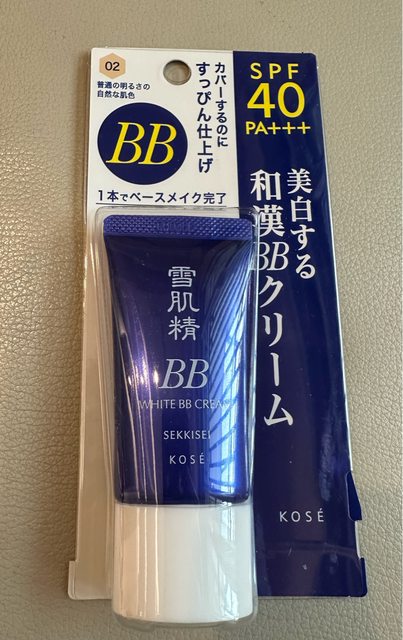 02
普通の明るさの
自然な肌色
BB
カバーするのに
すっぴん仕上げ
1本でベースメイク完了
SPF
40
PA+++
美白する
和漢BBクリーム
雪肌精
BB
WHITE BB CREAM
SEKKISEI
KOSÉ
KOSÉ